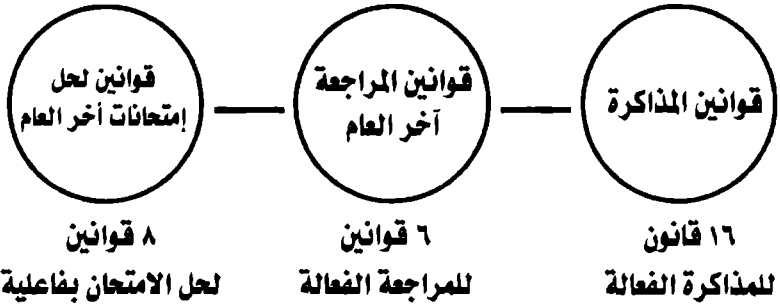 قوانين المذاكرة
١٦ قانون
للمذاكرة الفعالة
قوانين المراجعة
آخر العام
٦ قوانين
للمراجعة الفعالة
قوانين لحل
إمتحانات أخر العام
٨ قوانين
لحل الامتحان بفاعلية